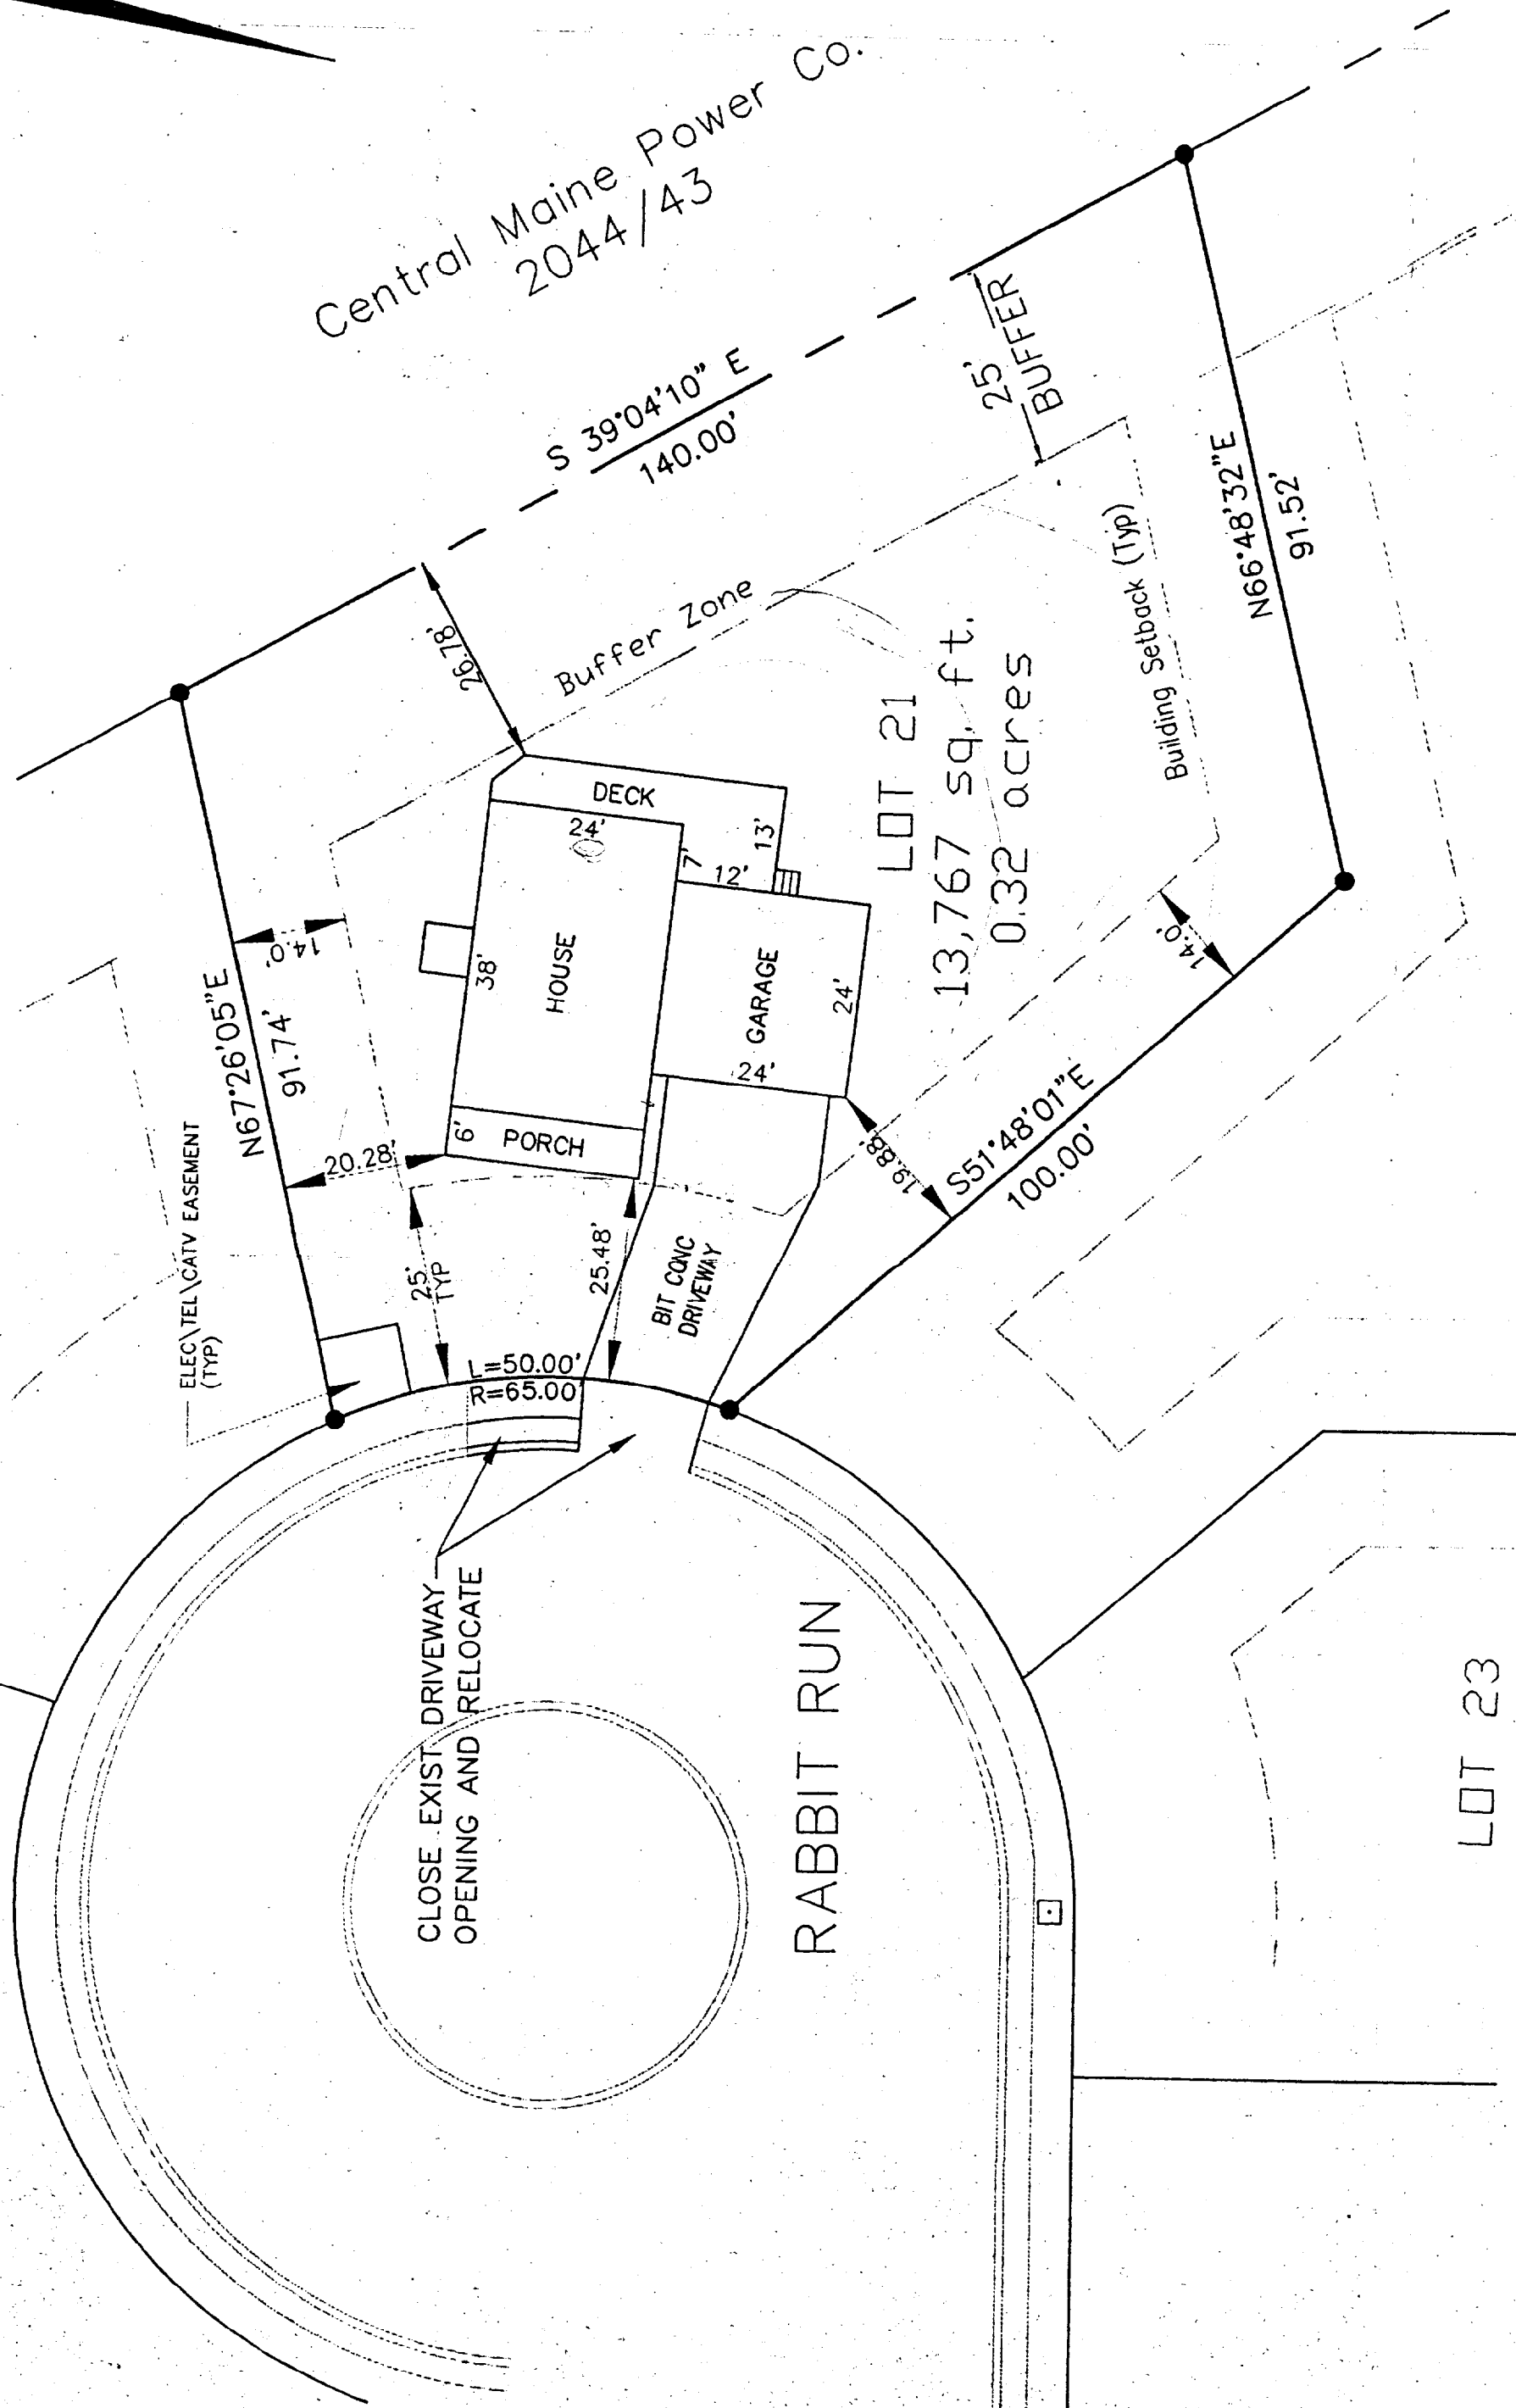 Central Maine Power Co.
2044/43
S 39°04'10" E
140.00'
25'
BUFFER
N66°48'32"E
91.52'
26.78'
Buffer Zone
Building Setback (Typ)
DECK
24'
7'
12'
13'
LOT 21
13,767 sq. ft.
0.32 acres
14.0'
38'
HOUSE
GARAGE
24'
24'
14.0'
N67°26'05"E
91.74'
6'
PORCH
20.28'
19.88'
S51°48'01"E
100.00'
ELEC\TEL\CATV EASEMENT
(TYP)
25'
TYP
25.48'
BIT CONC
DRIVEWAY
L=50.00'
R=65.00'
CLOSE EXIST DRIVEWAY
OPENING AND RELOCATE
RABBIT RUN
LOT 23